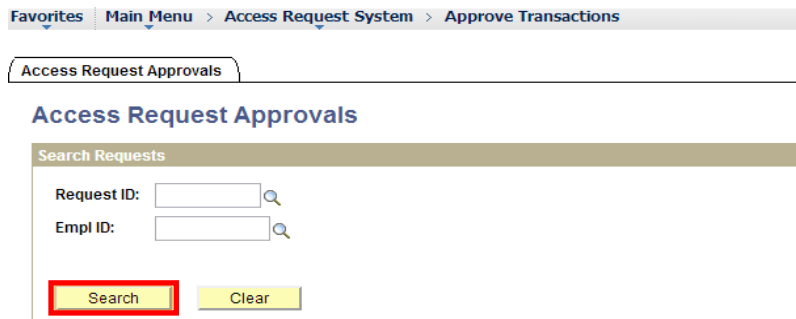 Favorites Main Menu > Access Request System > Approve Transactions
Access Request Approvals
Access Request Approvals
Search Requests
Request ID:
Empl ID:
Search Clear